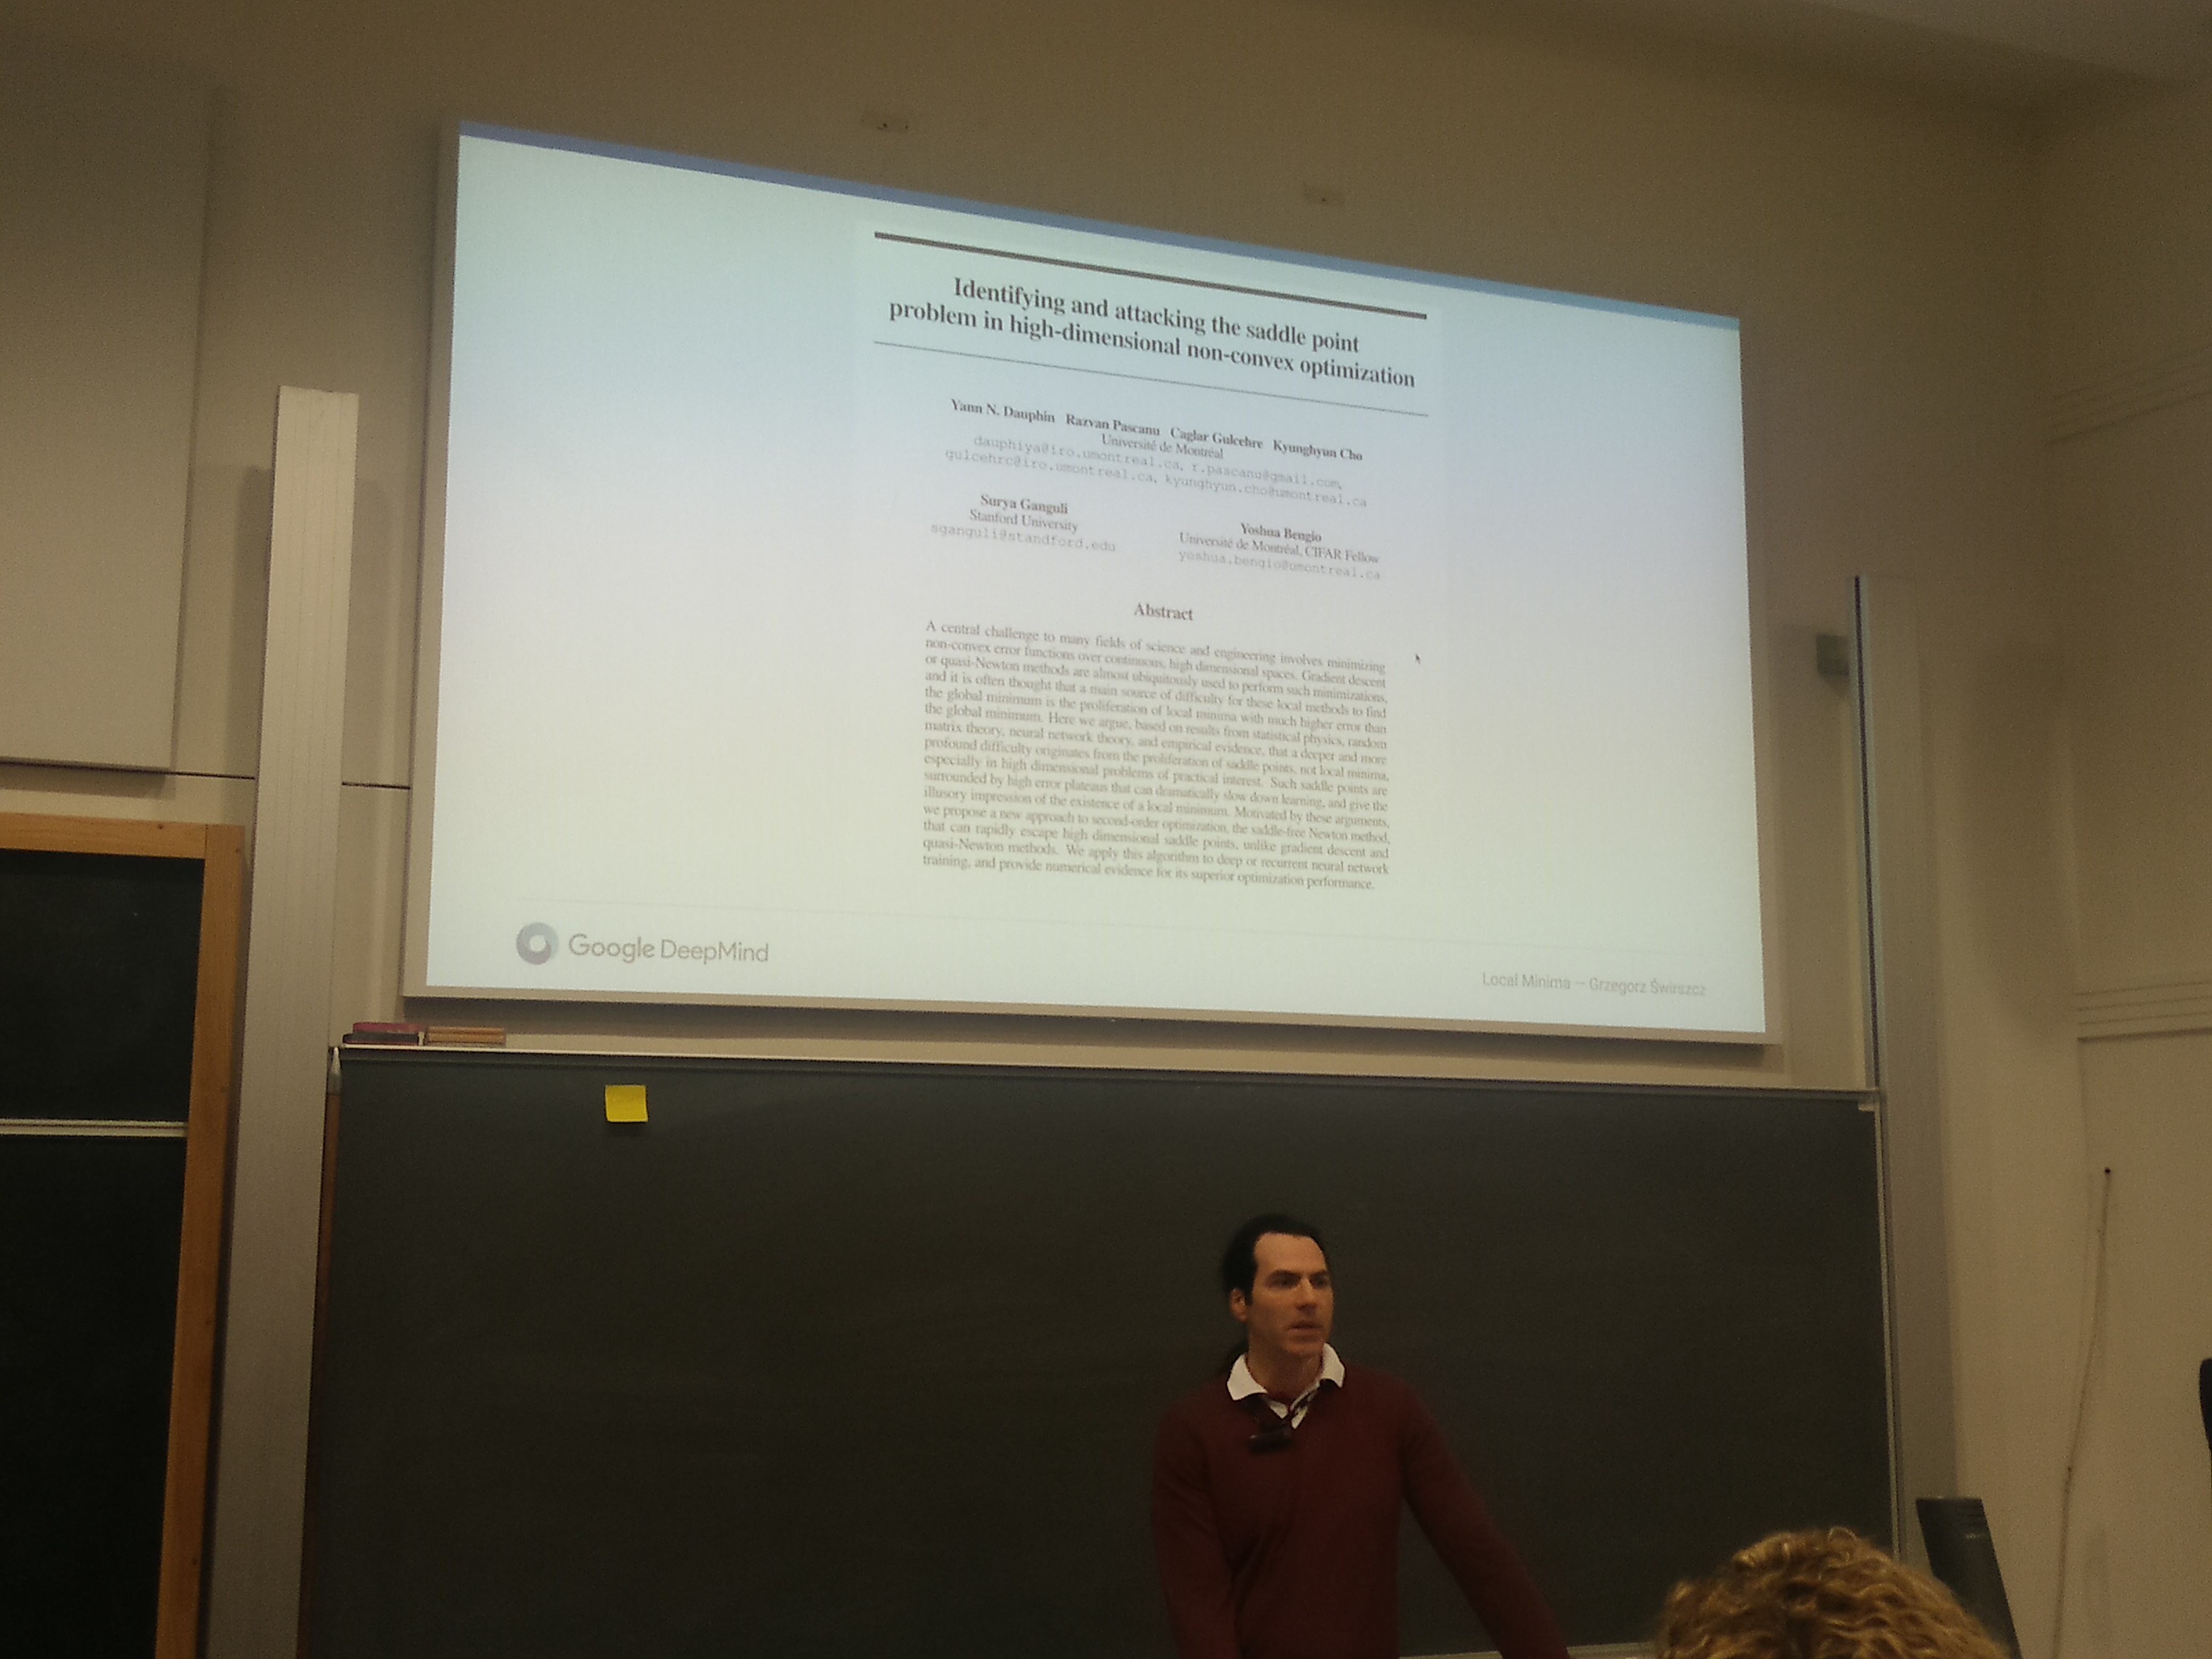 Identifying and attacking the saddle point
problem in high-dimensional non-convex optimization
Yann N. Dauphin Razvan Pascanu Caglar Gulcehre Kyunghyun Cho
Université de Montréal
dauphiya@iro.umontreal.ca, r.pascanu@gmail.com,
gulcehrc@iro.umontreal.ca, kyunghyun.cho@umontreal.ca
Surya Ganguli
Stanford University
sganguli@standford.edu
Yoshua Bengio
Université de Montréal, CIFAR Fellow
yoshua.bengio@umontreal.ca
Abstract
A central challenge to many fields of science and engineering involves minimizing
non-convex error functions over continuous, high dimensional spaces. Gradient descent
or quasi-Newton methods are almost ubiquitously used to perform such minimizations,
and it is often thought that a main source of difficulty for these local methods to find
the global minimum is the proliferation of local minima with much higher error than
the global minimum. Here we argue, based on results from statistical physics, random
matrix theory, neural network theory, and empirical evidence, that a deeper and more
profound difficulty originates from the proliferation of saddle points, not local minima,
especially in high dimensional problems of practical interest. Such saddle points are
surrounded by high error plateaus that can dramatically slow down learning, and give the
illusory impression of the existence of a local minimum. Motivated by these arguments,
we propose a new approach to second-order optimization, the saddle-free Newton method,
that can rapidly escape high dimensional saddle points, unlike gradient descent and
quasi-Newton methods. We apply this algorithm to deep or recurrent neural network
training, and provide numerical evidence for its superior optimization performance.
Google DeepMind
Local Minima — Grzegorz Świrszcz